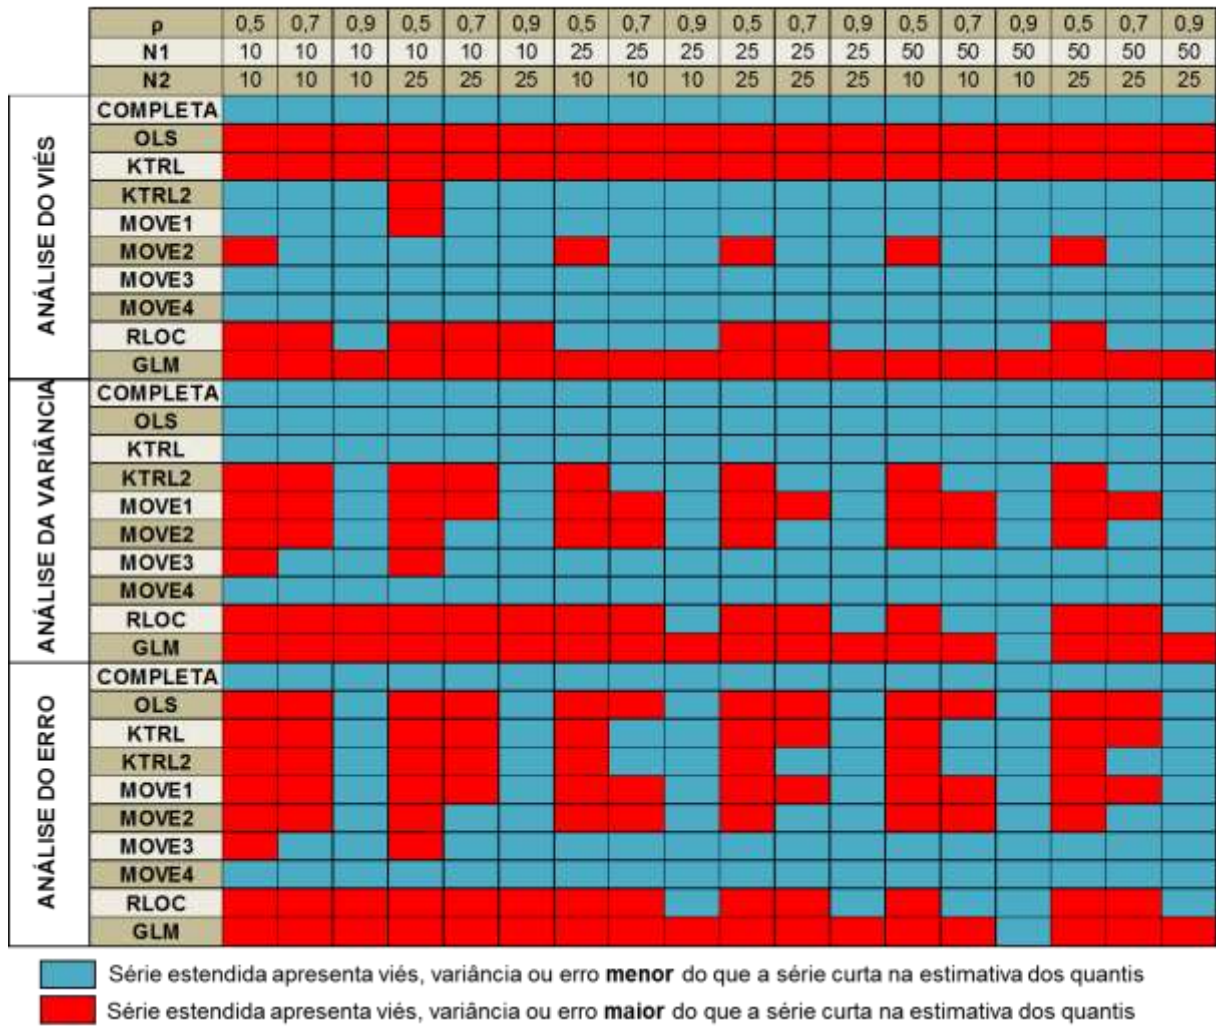 ρ 0,5 0,7 0,9 0,5 0,7 0,9 0,5 0,7 0,9 0,5 0,7 0,9 0,5 0,7 0,9 0,5 0,7 0,9
N1 10 10 10 10 10 10 25 25 25 25 25 25 50 50 50 50 50 50
N2 10 10 10 25 25 25 10 10 10 25 25 25 10 10 10 25 25 25
ANÁLISE DO VIÉS
COMPLETA
OLS
KTRL
KTRL2
MOVE1
MOVE2
MOVE3
MOVE4
RLOC
GLM
ANÁLISE DA VARIÂNCIA
COMPLETA
OLS
KTRL
KTRL2
MOVE1
MOVE2
MOVE3
MOVE4
RLOC
GLM
ANÁLISE DO ERRO
COMPLETA
OLS
KTRL
KTRL2
MOVE1
MOVE2
MOVE3
MOVE4
RLOC
GLM
Série estendida apresenta viés, variância ou erro menor do que a série curta na estimativa dos quantis
Série estendida apresenta viés, variância ou erro maior do que a série curta na estimativa dos quantis